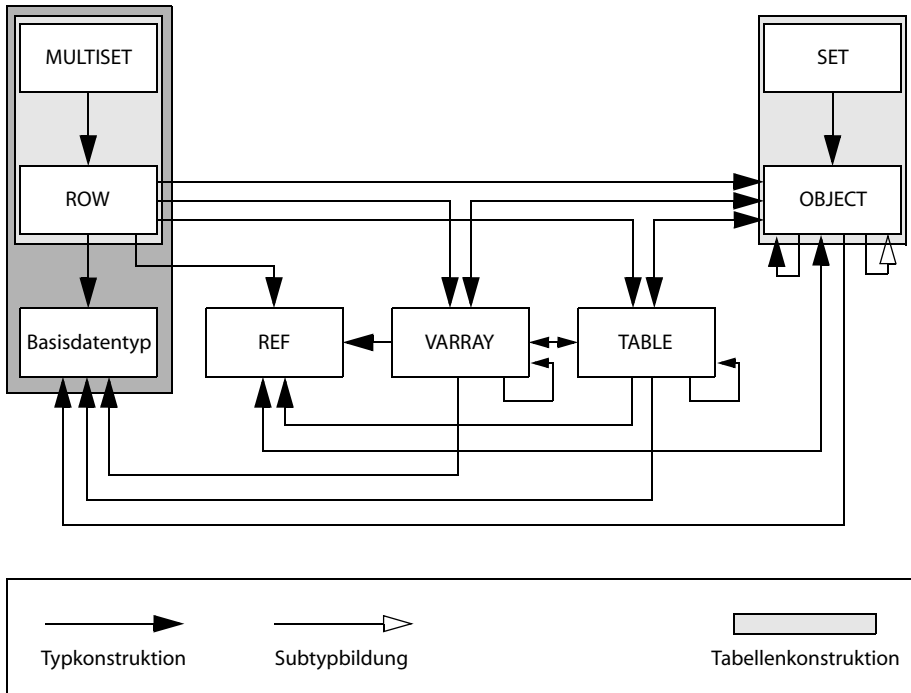 MULTISET
SET
ROW
OBJECT
Basisdatentyp
REF
VARRAY
TABLE
Typkonstruktion
Subtypbildung
Tabellenkonstruktion